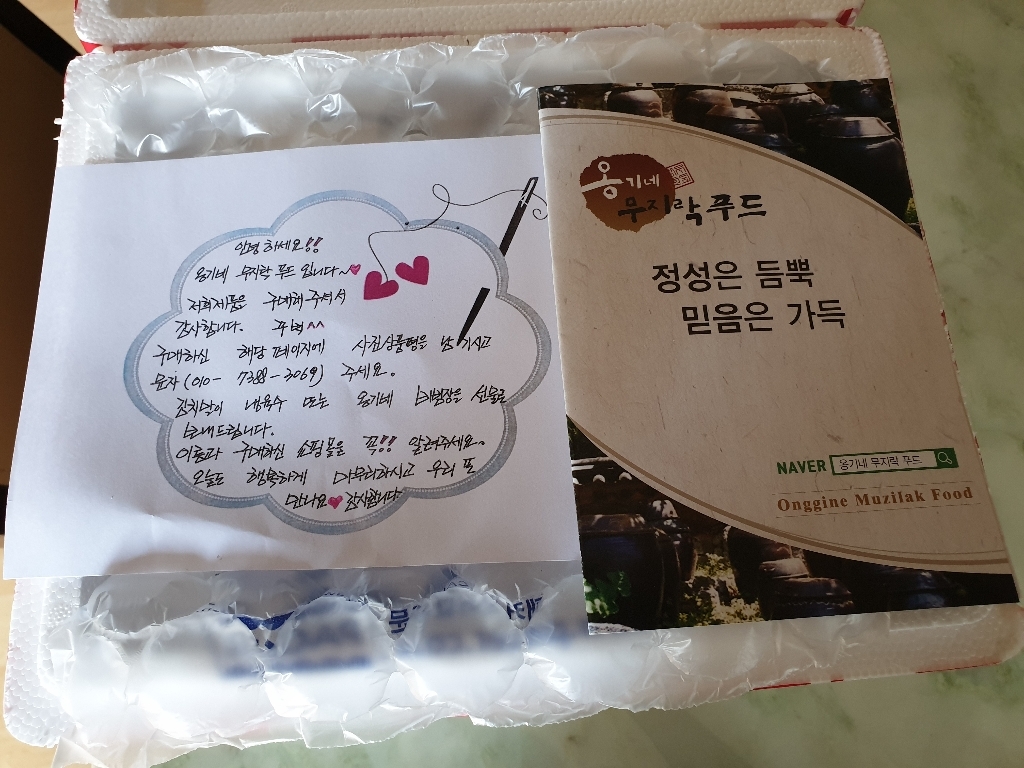 안녕하세요!!
옹기네 무지락 푸드 입니다~
저희제품을 구매해주셔서
감사합니다. 꾸벅^^
구매하신 해당 페이지에 사진상품평을 남기시고
문자(010-7388-3069) 주세요.
잔치날이 냉육수 또는 옹기네 비빔장을 선물로
보내드립니다.
이름과 구매하신 쇼핑몰을 꼭!! 알려주세요.
오늘도 행복하게 마무리하시고 우리 또
만나요 감사합니다
옹기네
무지락푸드
정성은 듬뿍
믿음은 가득
NAVER 옹기네 무지락 푸드
Onggine Muzilak Food